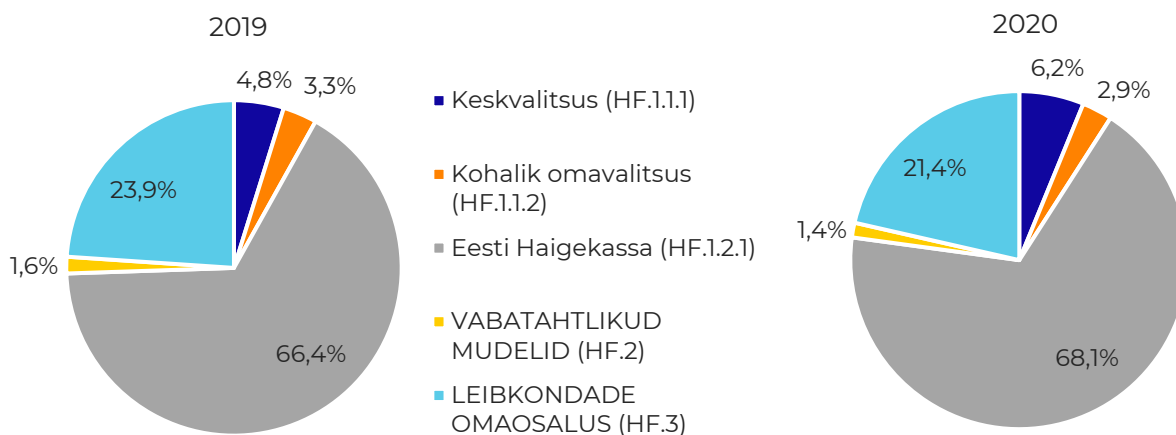 2019
4,8%
3,3%
66,4%
1,6%
23,9%
Keskvalitsus (HF.1.1.1)
Kohalik omavalitsus
(HF.1.1.2)
Eesti Haigekassa (HF.1.2.1)
VABATAHTLIKUD
MUDELID (HF.2)
LEIBKONDADE
OMAOSALUS (HF.3)
2020
6,2%
2,9%
68,1%
1,4%
21,4%